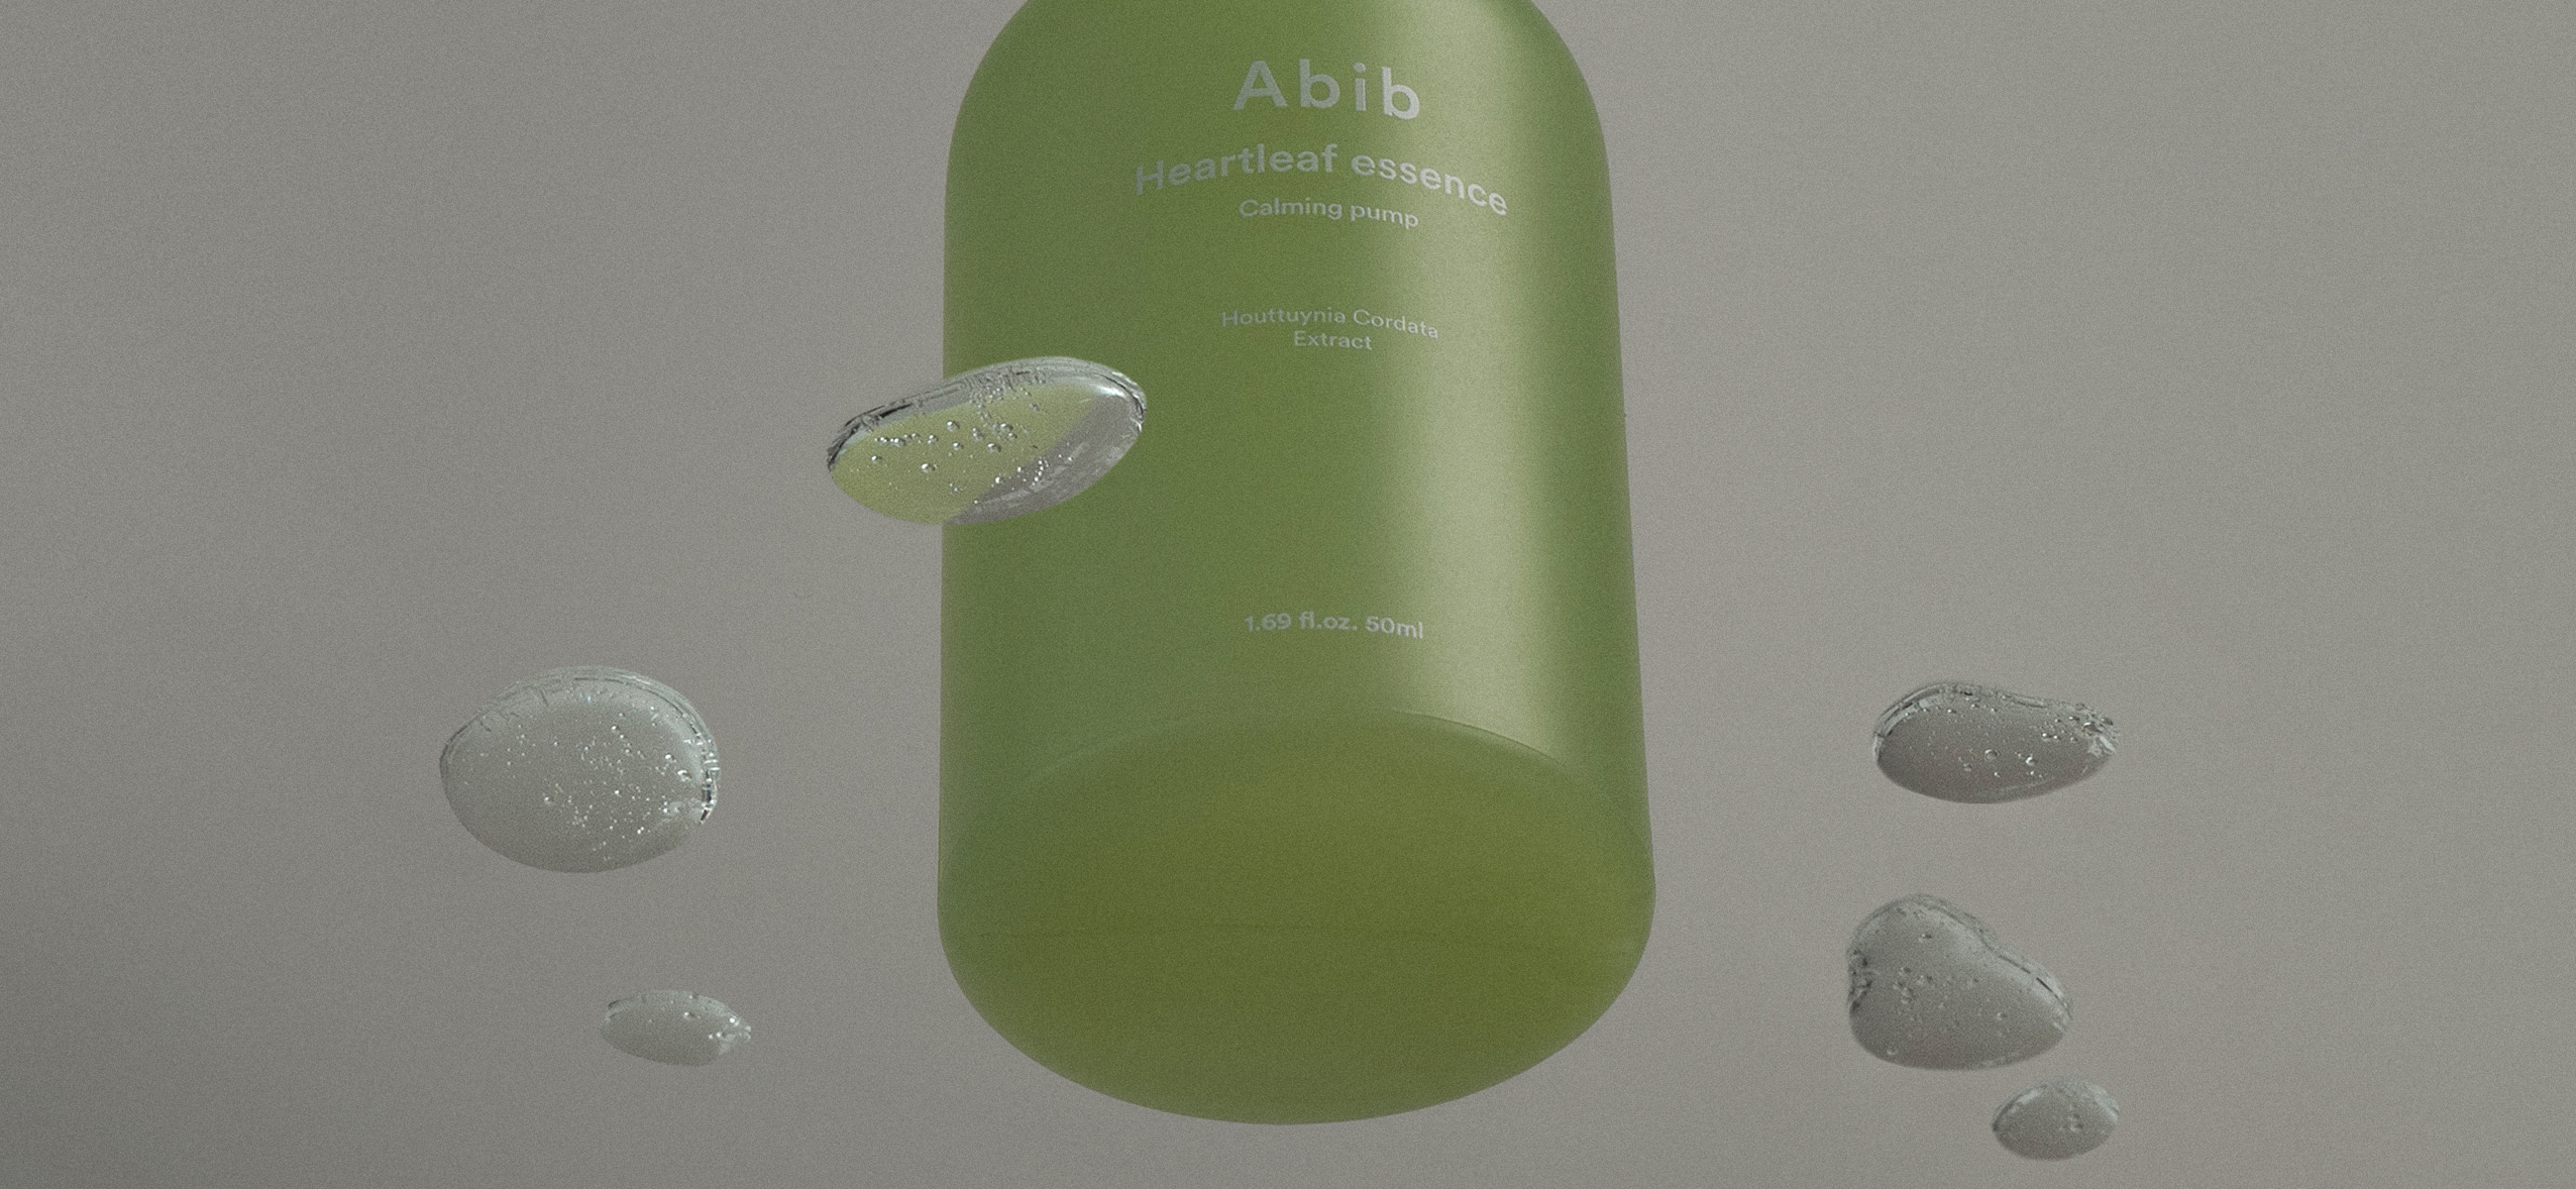 Abib
Heartleaf essence
Calming pump
Houttuynia Cordata
Extract
1.69 fl.oz. 50ml